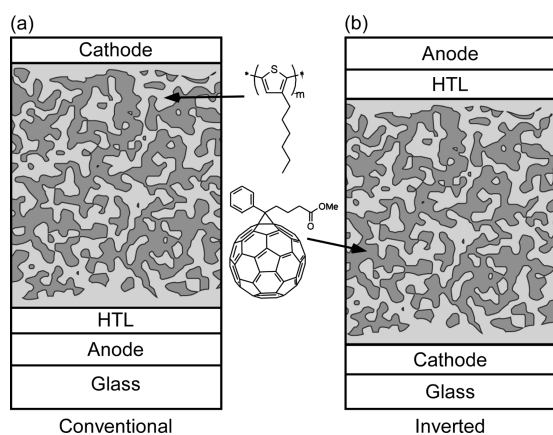 (a)
Cathode
HTL
Anode
Glass
Conventional
* S *
m
OMe
O
(b)
Anode
HTL
Cathode
Glass
Inverted